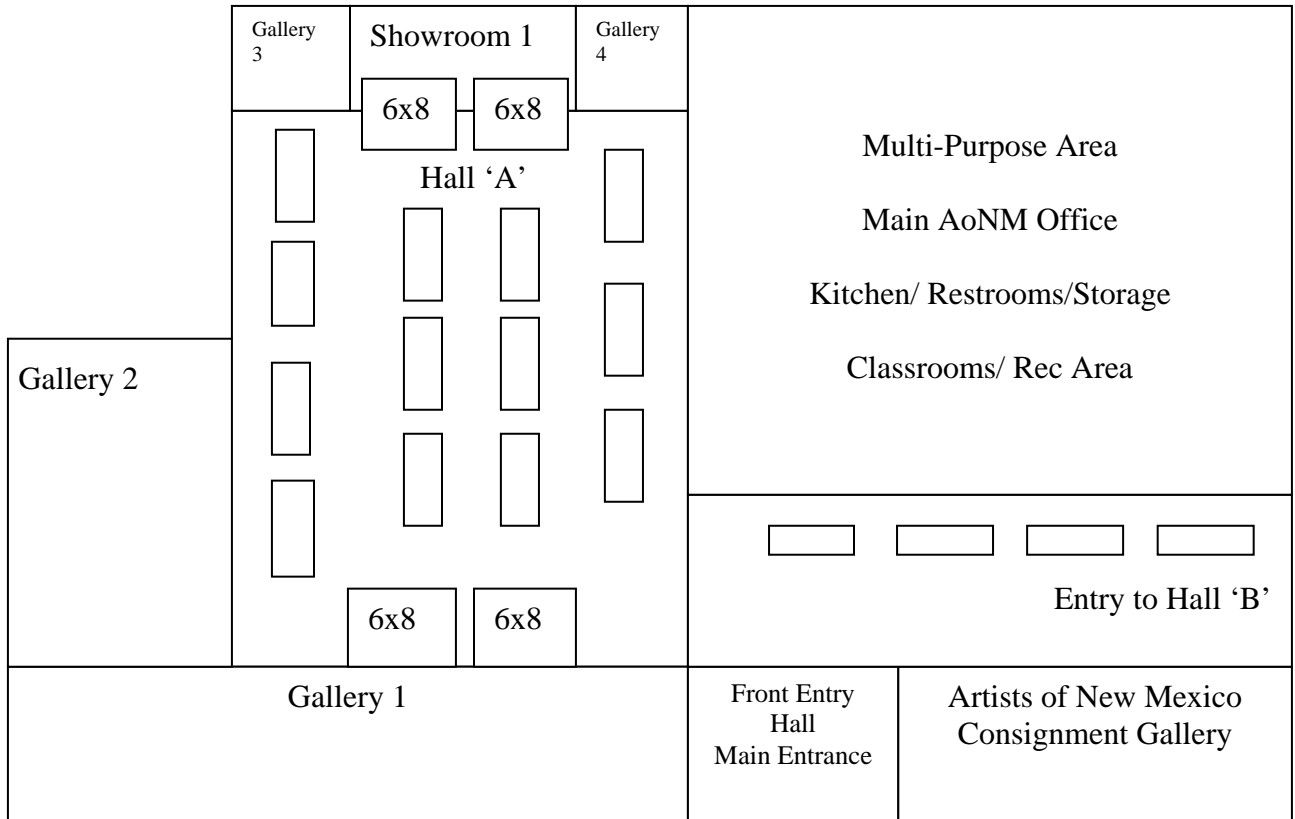 Gallery
3
Showroom 1
Gallery
4
6x8
6x8
Hall ‘A’
Multi-Purpose Area
Main AoNM Office
Kitchen/ Restrooms/Storage
Classrooms/ Rec Area
Gallery 2
6x8
6x8
Entry to Hall ‘B’
Gallery 1
Front Entry
Hall
Main Entrance
Artists of New Mexico
Consignment Gallery